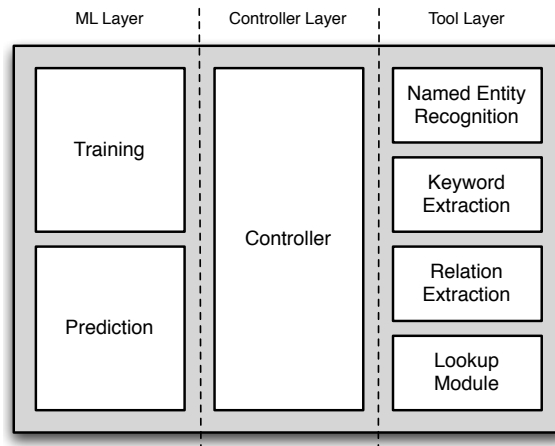 ML Layer
Controller Layer
Tool Layer
Training
Prediction
Controller
Named Entity
Recognition
Keyword
Extraction
Relation
Extraction
Lookup
Module